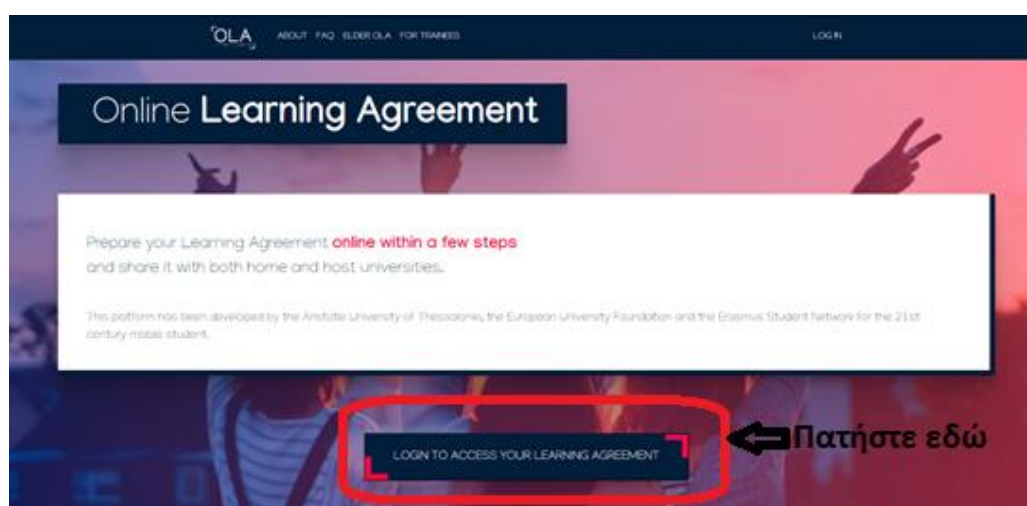 OLA ABOUT FAQ ELDER OLA FOR TRAINEES LOG IN
Online Learning Agreement
Prepare your Learning Agreement online within a few steps
and share it with both home and host universities.
This platform has been developed by the Aristotle University of Thessaloniki, the European University Foundation and the Erasmus Student Network for the 21st
century mobile student.
LOGIN TO ACCESS YOUR LEARNING AGREEMENT
Πατήστε εδώ